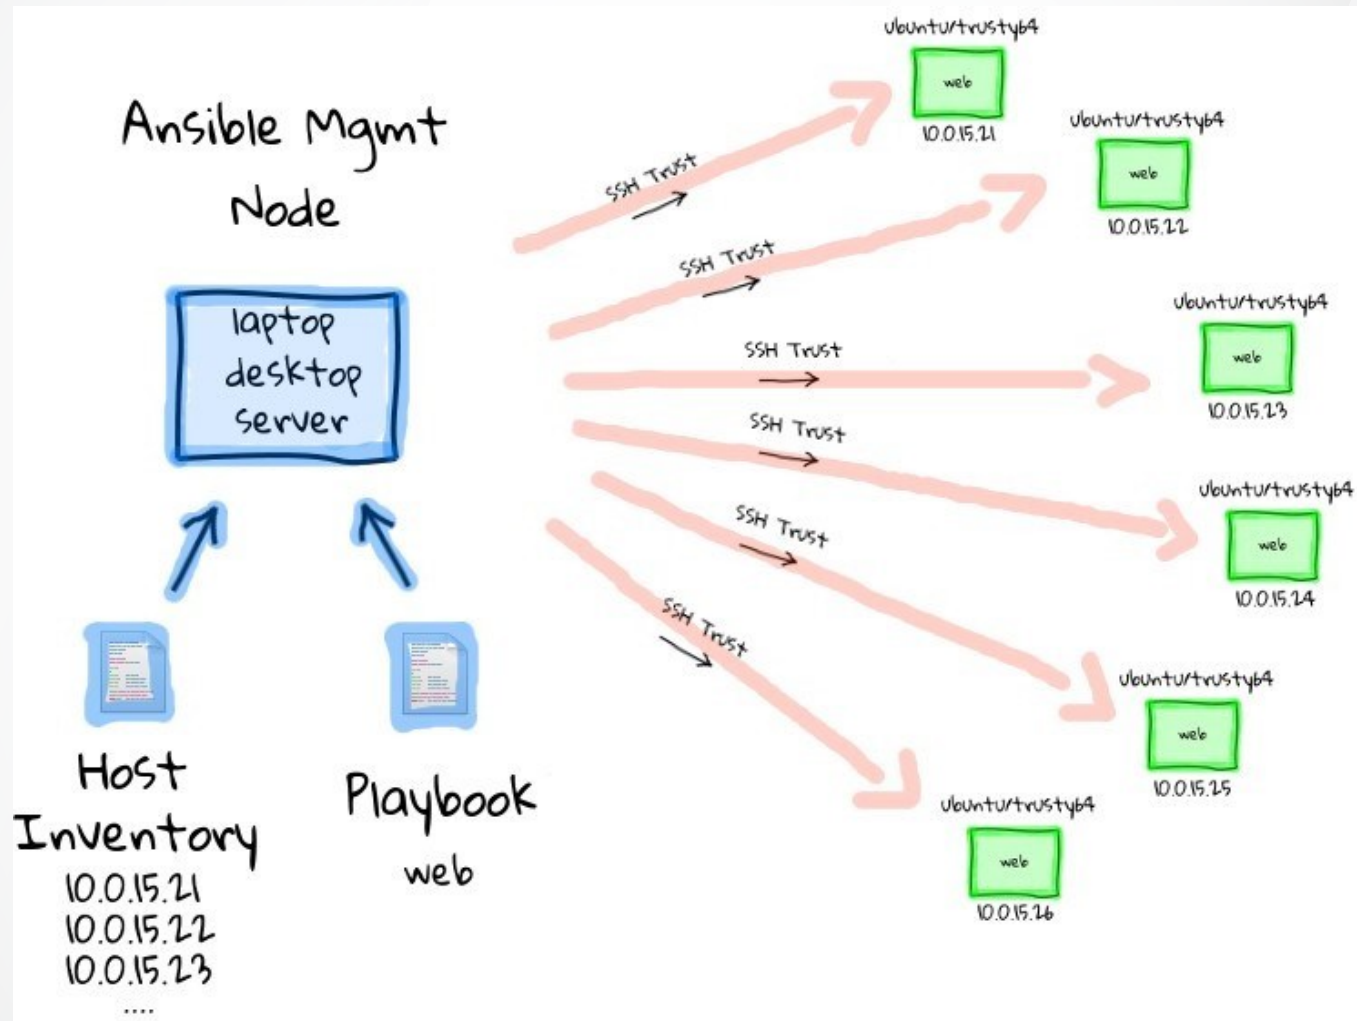 Ansible Mgmt
Node
laptop
desktop
server
Host
Inventory
10.0.15.21
10.0.15.22
10.0.15.23
....
Playbook
web
SSH Trust
SSH Trust
SSH Trust
SSH Trust
SSH Trust
SSH Trust
ubuntu/trusty64
web
10.0.15.21
ubuntu/trusty64
web
10.0.15.22
ubuntu/trusty64
web
10.0.15.23
ubuntu/trusty64
web
10.0.15.24
ubuntu/trusty64
web
10.0.15.25
ubuntu/trusty64
web
10.0.15.26